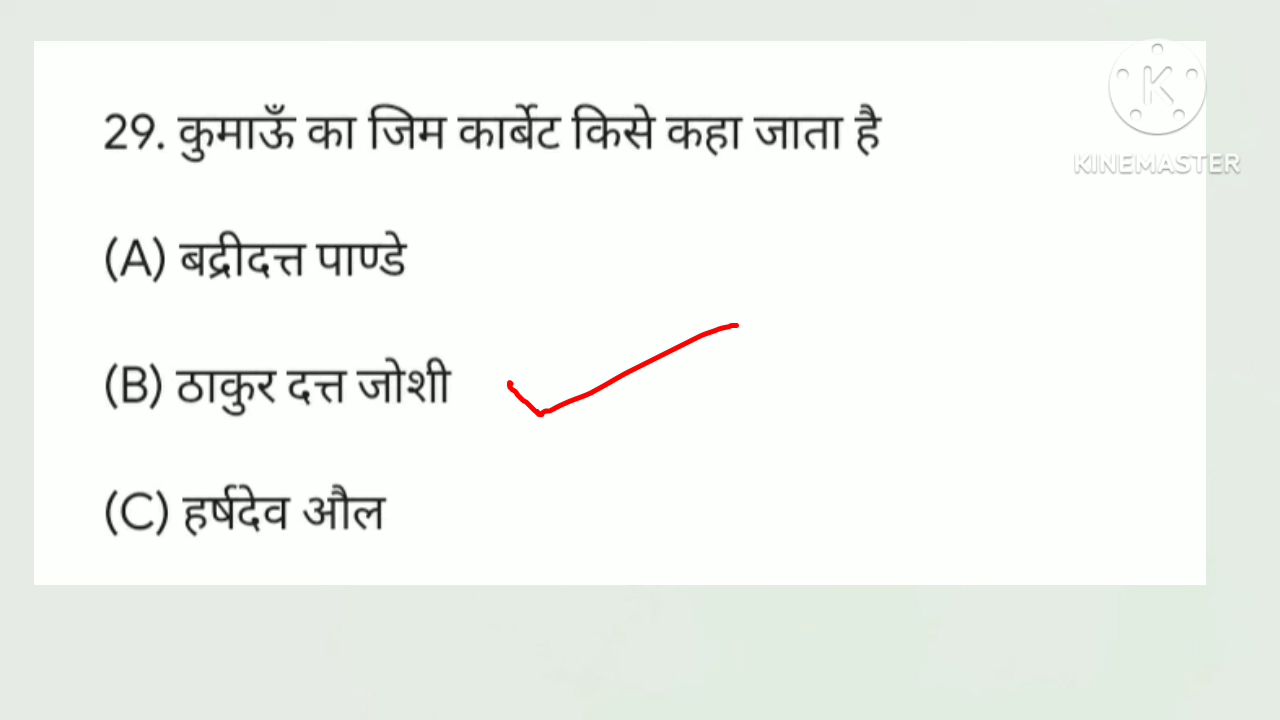 29. कुमाऊँ का जिम कार्बेट किसे कहा जाता है
(A) बद्रीदत्त पाण्डे
(B) ठाकुर दत्त जोशी
(C) हर्षदेव औल
K
KINEMASTER